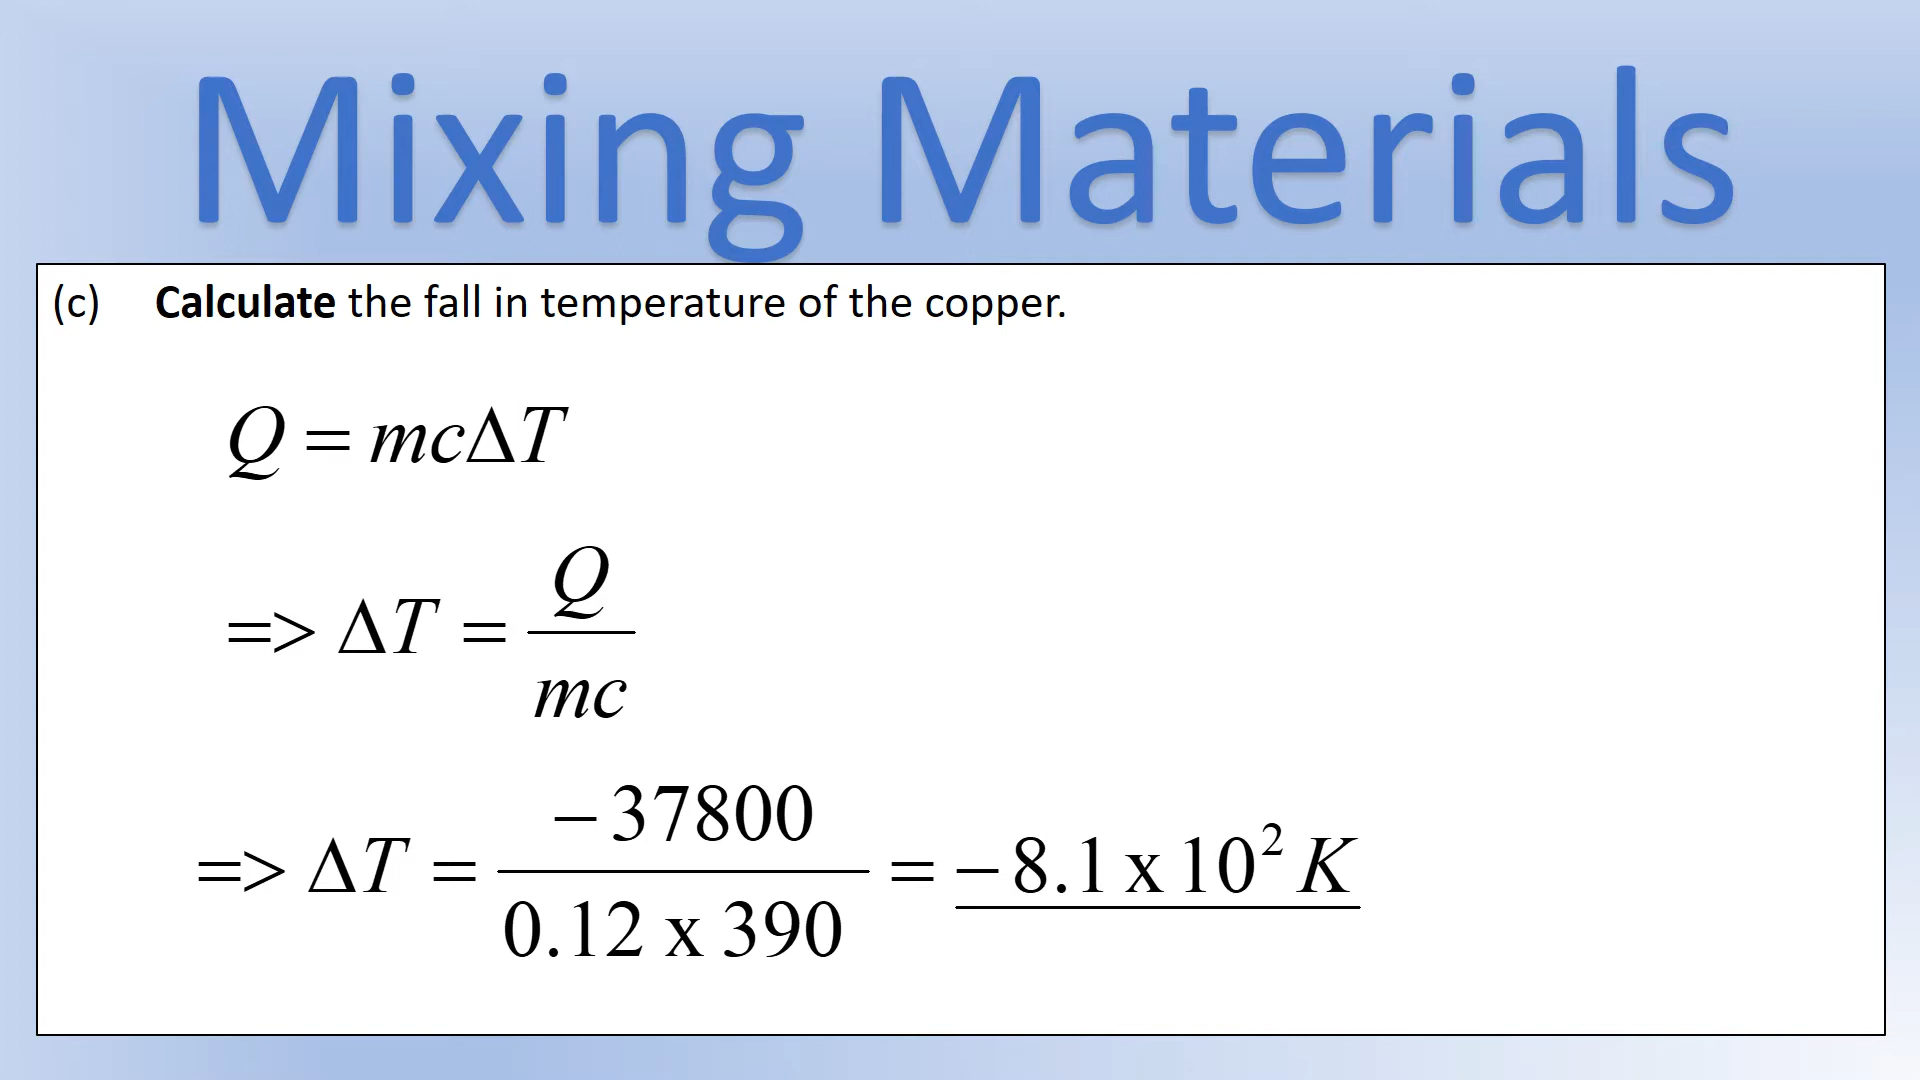 Mixing Materials
(c) Calculate the fall in temperature of the copper.
Q = mcΔT
=> ΔT = Q / mc
=> ΔT = −37800 / 0.12 x 390 = −8.1 x 10² K